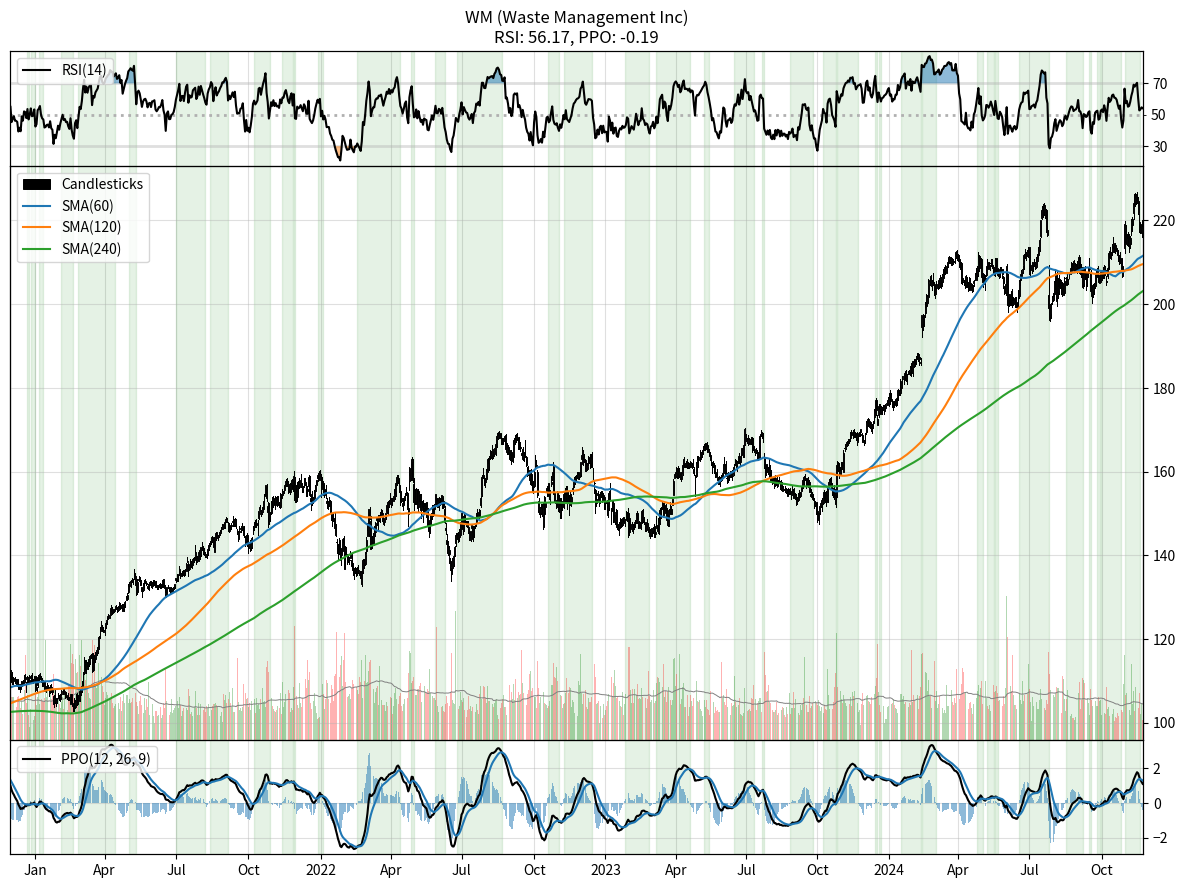 WM (Waste Management Inc)
RSI: 56.17, PPO: -0.19
RSI(14)
70
50
30
Candlesticks
SMA(60)
SMA(120)
SMA(240)
220
200
180
160
140
120
100
PPO(12, 26, 9)
2
0
−2
Jan Apr Jul Oct 2022 Apr Jul Oct 2023 Apr Jul Oct 2024 Apr Jul Oct